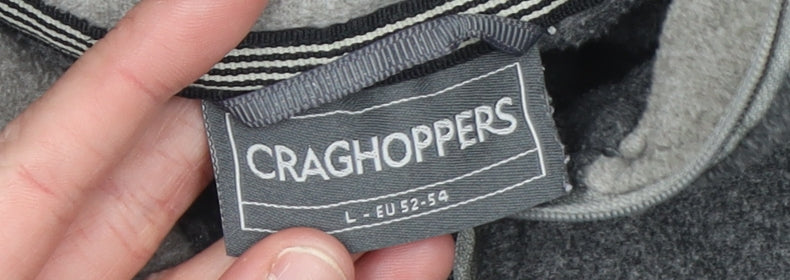 CRAGHOPPERS
L - EU 52-54